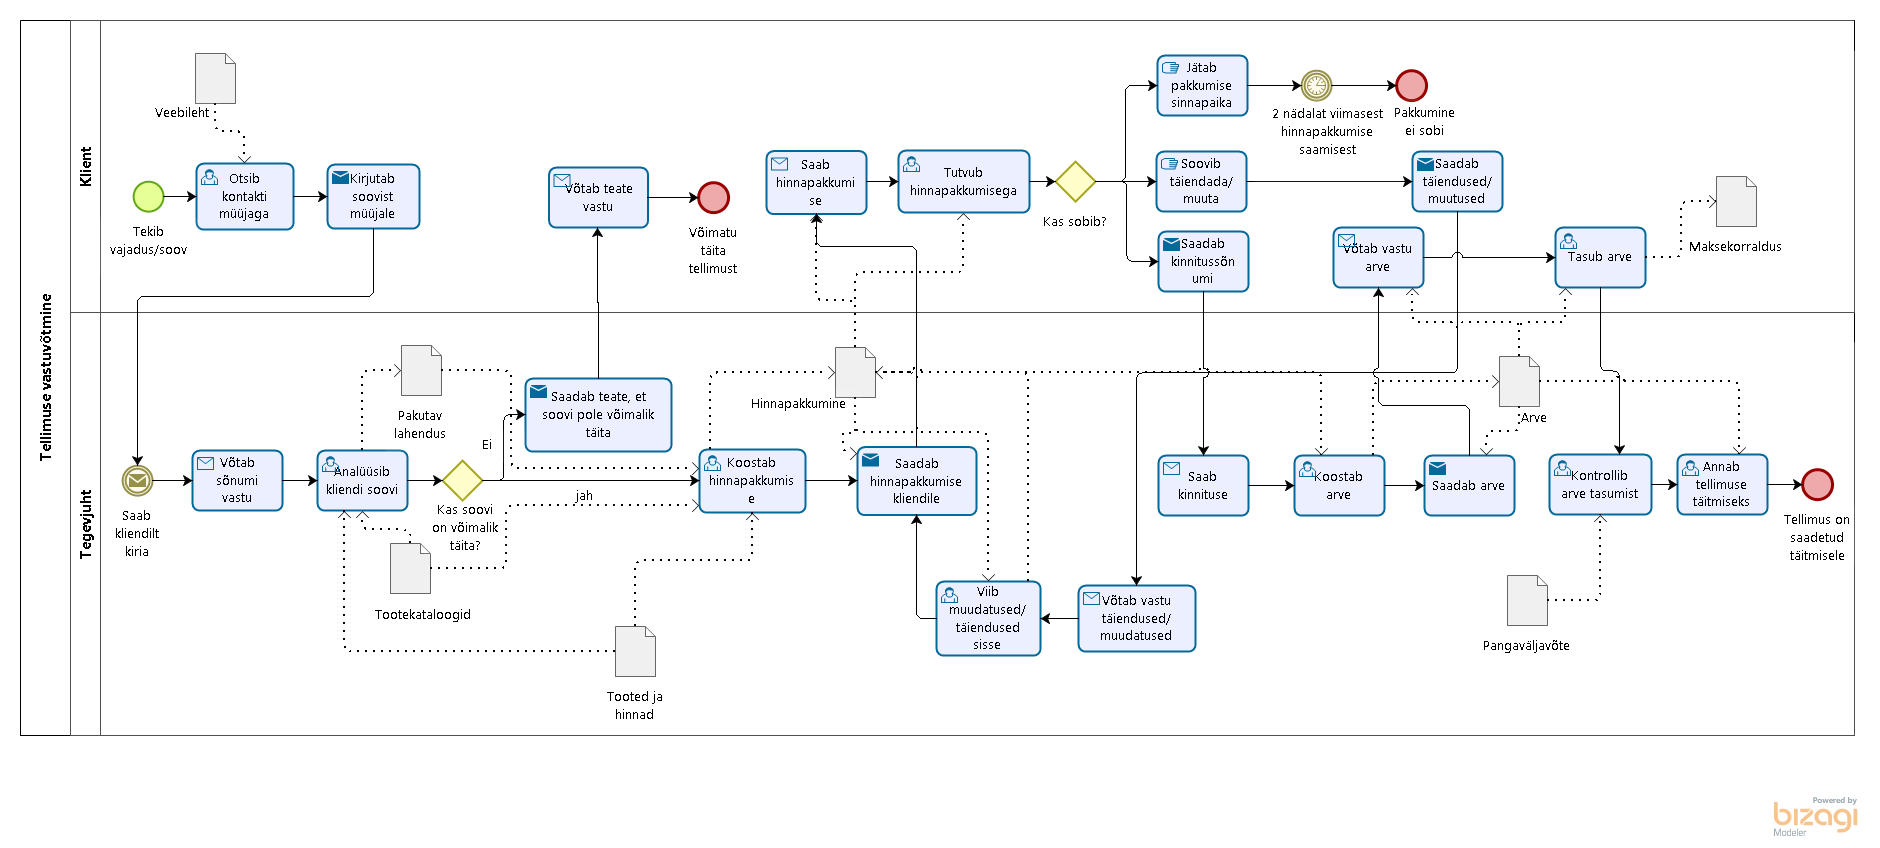 Tellimuse vastuvõtmine
Klient
Tegevjuht
Veebileht
Tekib
vajadus/soov
Otsib
kontakti
müüjaga
Kirjutab
soovist
müüjale
Võtab teate
vastu
Võimatu
täita
tellimust
Saab
hinnapakkumi
se
Tutvub
hinnapakkumisega
Kas sobib?
Jätab
pakkumise
sinnapaika
2 nädalat viimasest
hinnapakkumise
saamisest
Pakkumine
ei sobi
Soovib
täiendada/
muuta
Saadab
täiendused/
muutused
Saadab
kinnitussõn
umi
Võtab vastu
arve
Tasub arve
Maksekorraldus
Saab
kliendilt
kiria
Võtab
sõnumi
vastu
Analüüsib
kliendi soovi
Pakutav
lahendus
Kas soovi
on võimalik
täita?
Ei
jah
Saadab teate, et
soovi pole võimalik
täita
Tootekataloogid
Tooted ja
hinnad
Koostab
hinnapakkumis
e
Hinnapakkumine
Saadab
hinnapakkumise
kliendile
Viib
muudatused/
täiendused
sisse
Võtab vastu
täiendused/
muudatused
Saab
kinnituse
Koostab
arve
Saadab arve
Arve
Kontrollib
arve tasumist
Annab
tellimuse
täitmiseks
Tellimus on
saadetud
täitmisele
Pangaväljavõte
Powered by
bizagi
Modeler